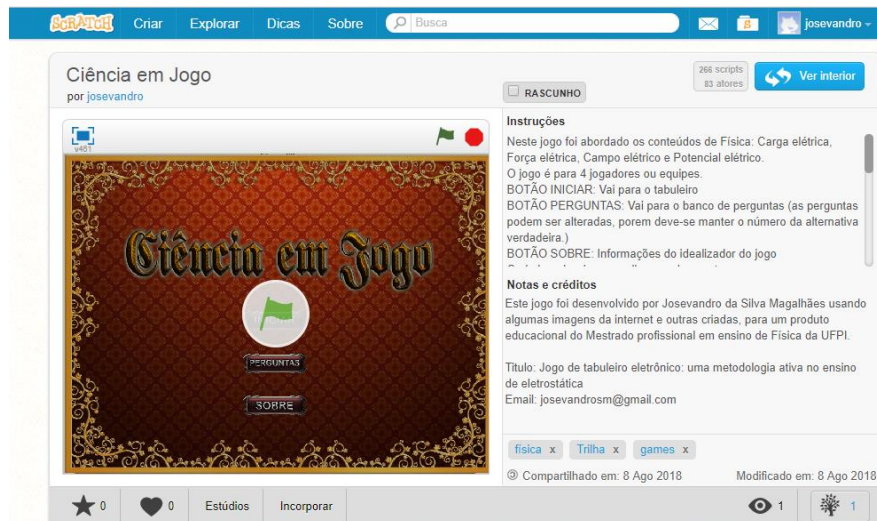 SCRATCH Criar Explorar Dicas Sobre Busca josevandro
Ciência em Jogo
por josevandro
RASCUNHO
266 scripts
83 atores
Ver interior
v461
Ciência em Jogo
PERGUNTAS
SOBRE
Instruções
Neste jogo foi abordado os conteúdos de Física: Carga elétrica,
Força elétrica, Campo elétrico e Potencial elétrico.
O jogo é para 4 jogadores ou equipes.
BOTÃO INICIAR: Vai para o tabuleiro
BOTÃO PERGUNTAS: Vai para o banco de perguntas (as perguntas
podem ser alteradas, porem deve-se manter o número da alternativa
verdadeira.)
BOTÃO SOBRE: Informações do idealizador do jogo
Notas e créditos
Este jogo foi desenvolvido por Josevandro da Silva Magalhães usando
algumas imagens da internet e outras criadas, para um produto
educacional do Mestrado profissional em ensino de Física da UFPI.
Titulo: Jogo de tabuleiro eletrônico: uma metodologia ativa no ensino
de eletrostática
Email: josevandrosm@gmail.com
física x Trilha x games x
Compartilhado em: 8 Ago 2018 Modificado em: 8 Ago 2018
0 0 Estúdios Incorporar 1 1